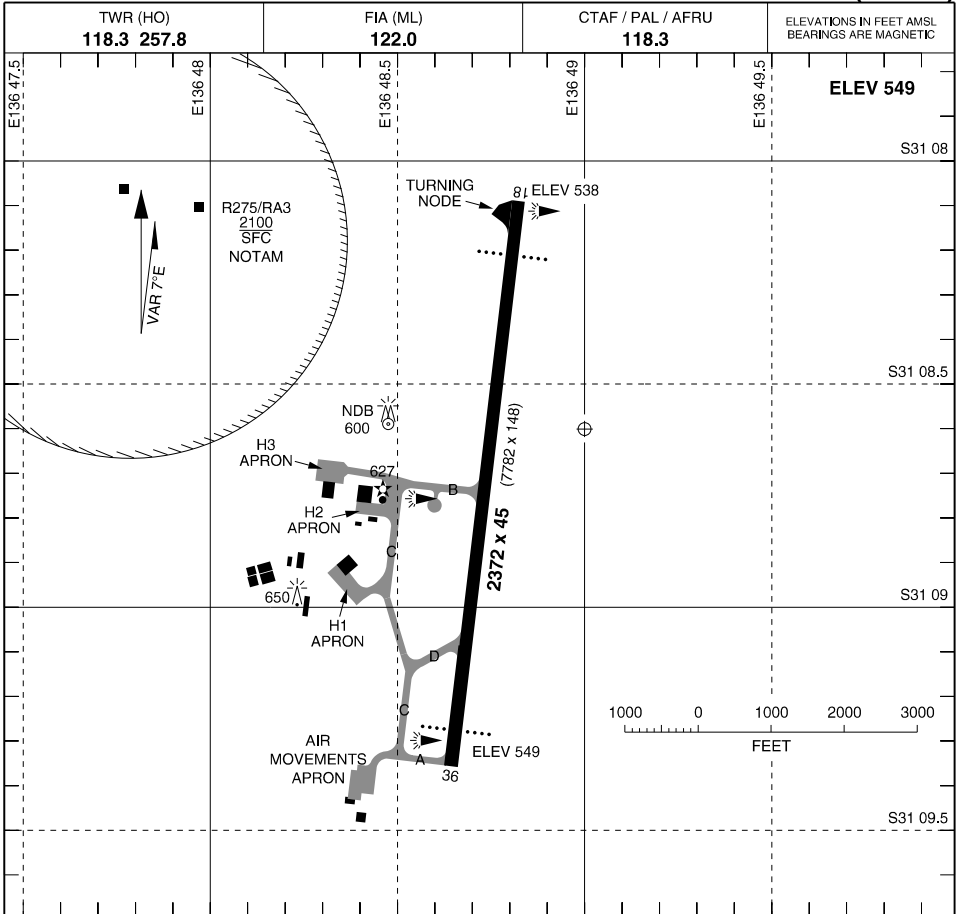 TWR (HO)
118.3 257.8
FIA (ML)
122.0
CTAF / PAL / AFRU
118.3
ELEVATIONS IN FEET AMSL
BEARINGS ARE MAGNETIC
E136 47.5
E136 48
E136 48.5
E136 49
E136 49.5
ELEV 549
S31 08
R275/RA3
2100
SFC
NOTAM
VAR 7°E
TURNING
NODE
18
ELEV 538
S31 08.5
NDB
600
(7782 x 148)
2372 x 45
H3
APRON
627
B
H2
APRON
C
650
H1
APRON
S31 09
D
C
1000 0 1000 2000 3000
FEET
AIR
MOVEMENTS
APRON
A
ELEV 549
36
S31 09.5